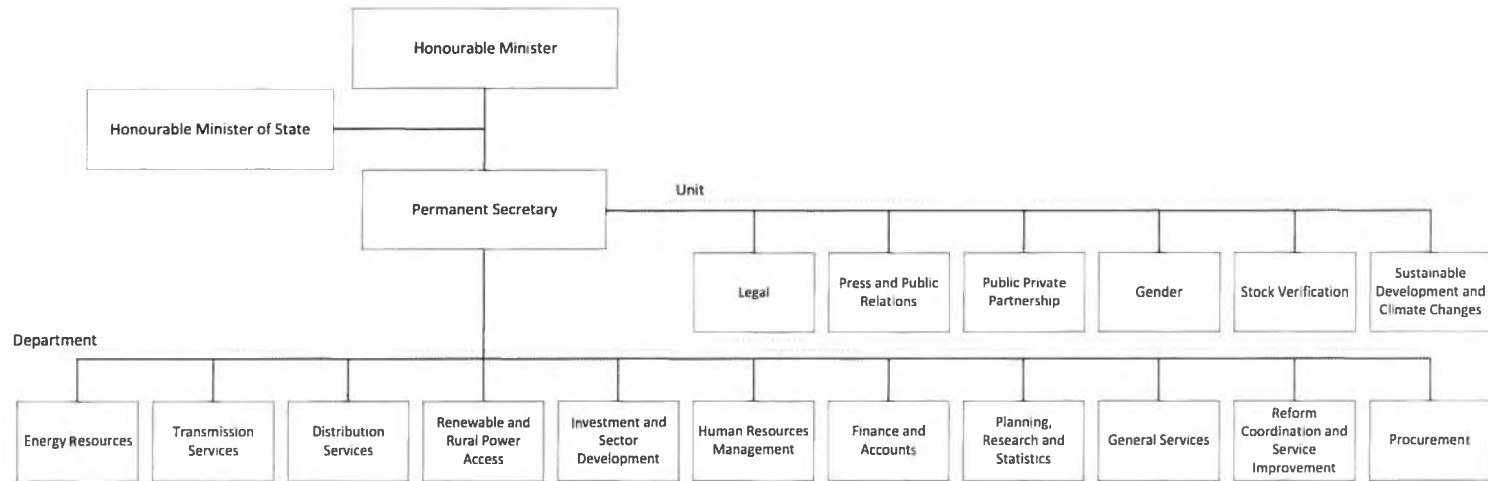 Honourable Minister
Honourable Minister of State
Permanent Secretary
Unit
Legal
Press and Public
Relations
Public Private
Partnership
Gender
Stock Verification
Sustainable
Development and
Climate Changes
Department
Energy Resources
Transmission
Services
Distribution
Services
Renewable and
Rural Power
Access
Investment and
Sector
Development
Human Resources
Management
Finance and
Accounts
Planning,
Research and
Statistics
General Services
Reform
Coordination and
Service
Improvement
Procurement